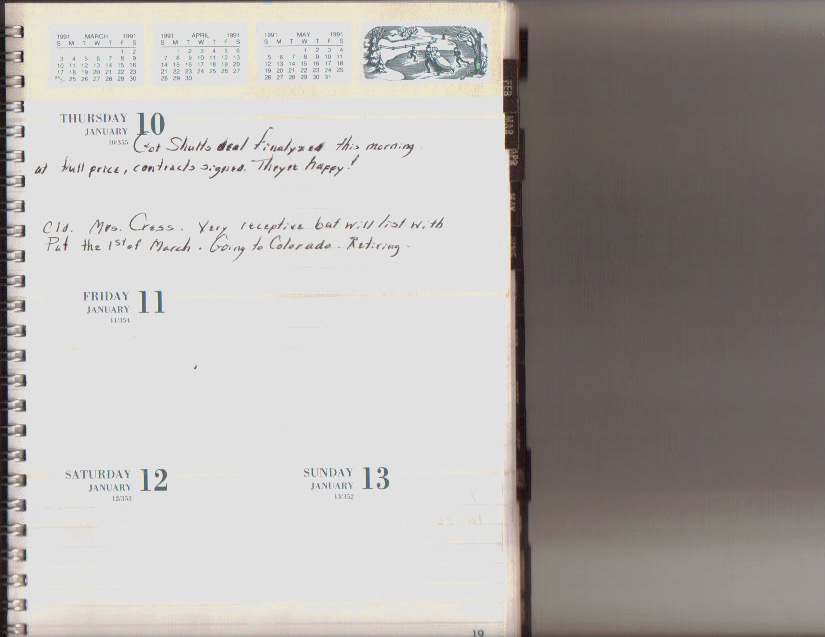 1991 MARCH 1991
S M T W T F S
1 2
3 4 5 6 7 8 9
10 11 12 13 14 15 16
17 18 19 20 21 22 23
25 26 27 28 29 30
1991 APRIL 1991
S M T W T F S
1 2 3 4 5 6
7 8 9 10 11 12 13
14 15 16 17 18 19 20
21 22 23 24 25 26 27
28 29 30
1991 MAY 1991
S M T W T F S
1 2 3 4
5 6 7 8 9 10 11
12 13 14 15 16 17 18
19 20 21 22 23 24 25
26 27 28 29 30 31
FEB
MAR
APR
MAY
THURSDAY 10
JANUARY
10/355
Got Shutts deal finalyzed this morning.
at full price, contracts signed. They're happy!
Cld. Mrs. Cress. Very receptive but will list with
Pat the 1st of March. Going to Colorado - Retiring -
FRIDAY 11
JANUARY
11/354
SATURDAY 12
JANUARY
12/353
SUNDAY 13
JANUARY
13/352
19